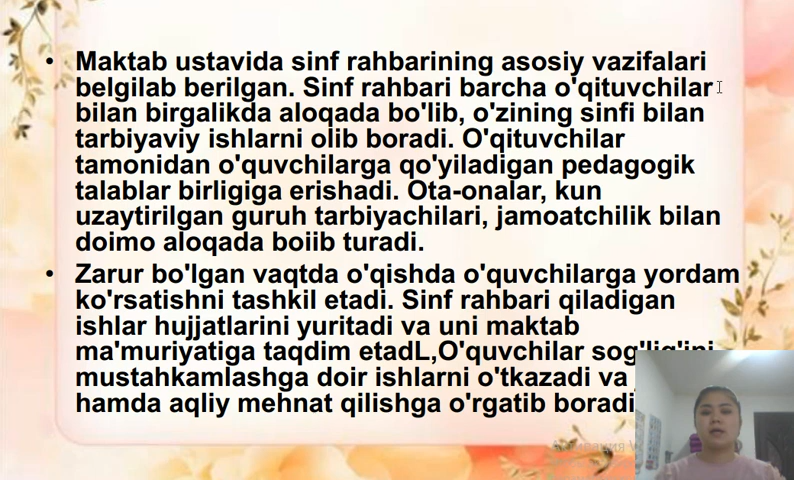 • Maktab ustavida sinf rahbarining asosiy vazifalari
belgilab berilgan. Sinf rahbari barcha o'qituvchilar
bilan birgalikda aloqada bo'lib, o'zining sinfi bilan
tarbiyaviy ishlarni olib boradi. O'qituvchilar
tamonidan o'quvchilarga qo'yiladigan pedagogik
talablar birligiga erishadi. Ota-onalar, kun
uzaytirilgan guruh tarbiyachilari, jamoatchilik bilan
doimo aloqada boiib turadi.
• Zarur bo'lgan vaqtda o'qishda o'quvchilarga yordam
ko'rsatishni tashkil etadi. Sinf rahbari qiladigan
ishlar hujjatlarini yuritadi va uni maktab
ma'muriyatiga taqdim etadL,O'quvchilar sog'lig'ini
mustahkamlashga doir ishlarni o'tkazadi va
hamda aqliy mehnat qilishga o'rgatib boradi